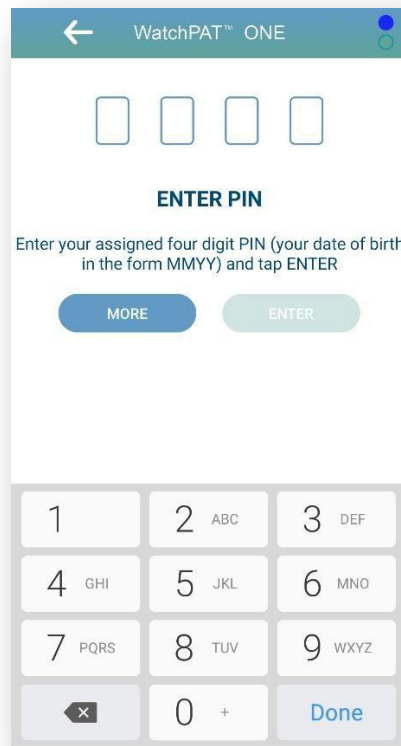 WatchPAT™ ONE
ENTER PIN
Enter your assigned four digit PIN (your date of birth
in the form MMYY) and tap ENTER
MORE ENTER
1 2 ABC 3 DEF
4 GHI 5 JKL 6 MNO
7 PQRS 8 TUV 9 WXYZ
0 + Done